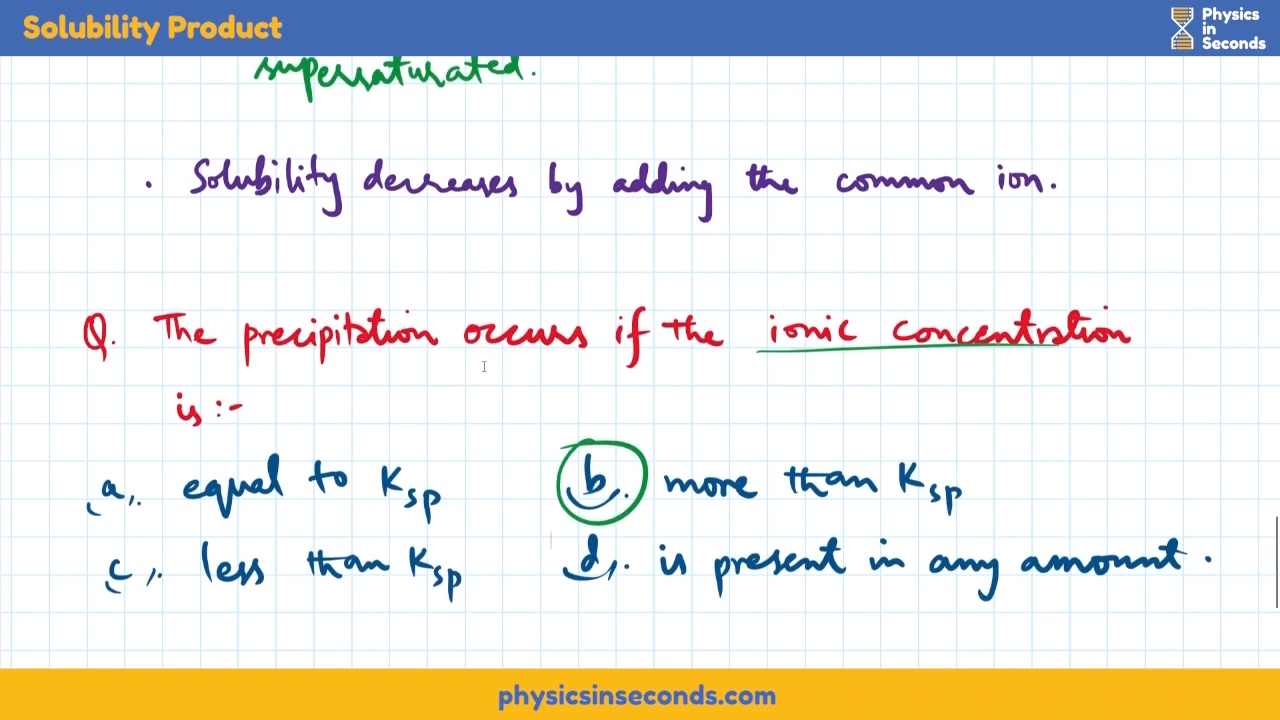 Solubility Product
Physics
in
Seconds
supersaturated.
. Solubility decreases by adding the common ion.
Q. The precipitation occurs if the ionic concentration
is :-
a. equal to Ksp b. more than Ksp
c. less than Ksp d. is present in any amount.
physicsinseconds.com